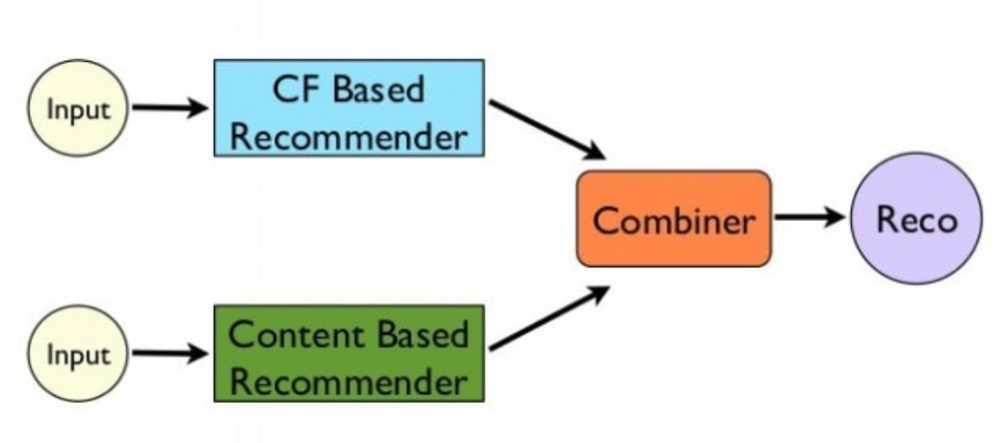 Input
CF Based
Recommender
Combiner
Reco
Input
Content Based
Recommender